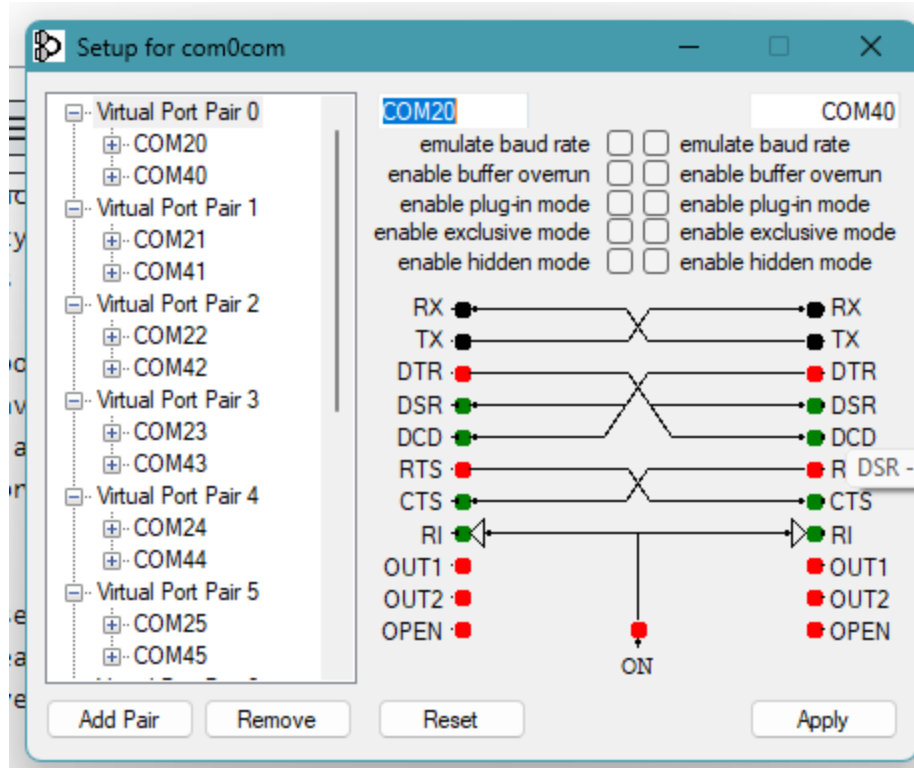 Setup for com0com
Virtual Port Pair 0
COM20
COM40
Virtual Port Pair 1
COM21
COM41
Virtual Port Pair 2
COM22
COM42
Virtual Port Pair 3
COM23
COM43
Virtual Port Pair 4
COM24
COM44
Virtual Port Pair 5
COM25
COM45
COM20 COM40
emulate baud rate emulate baud rate
enable buffer overrun enable buffer overrun
enable plug-in mode enable plug-in mode
enable exclusive mode enable exclusive mode
enable hidden mode enable hidden mode
RX RX
TX TX
DTR DTR
DSR DSR
DCD DCD
RTS R DSR -
CTS CTS
RI RI
OUT1 OUT1
OUT2 OUT2
OPEN OPEN
ON
Add Pair Remove Reset Apply